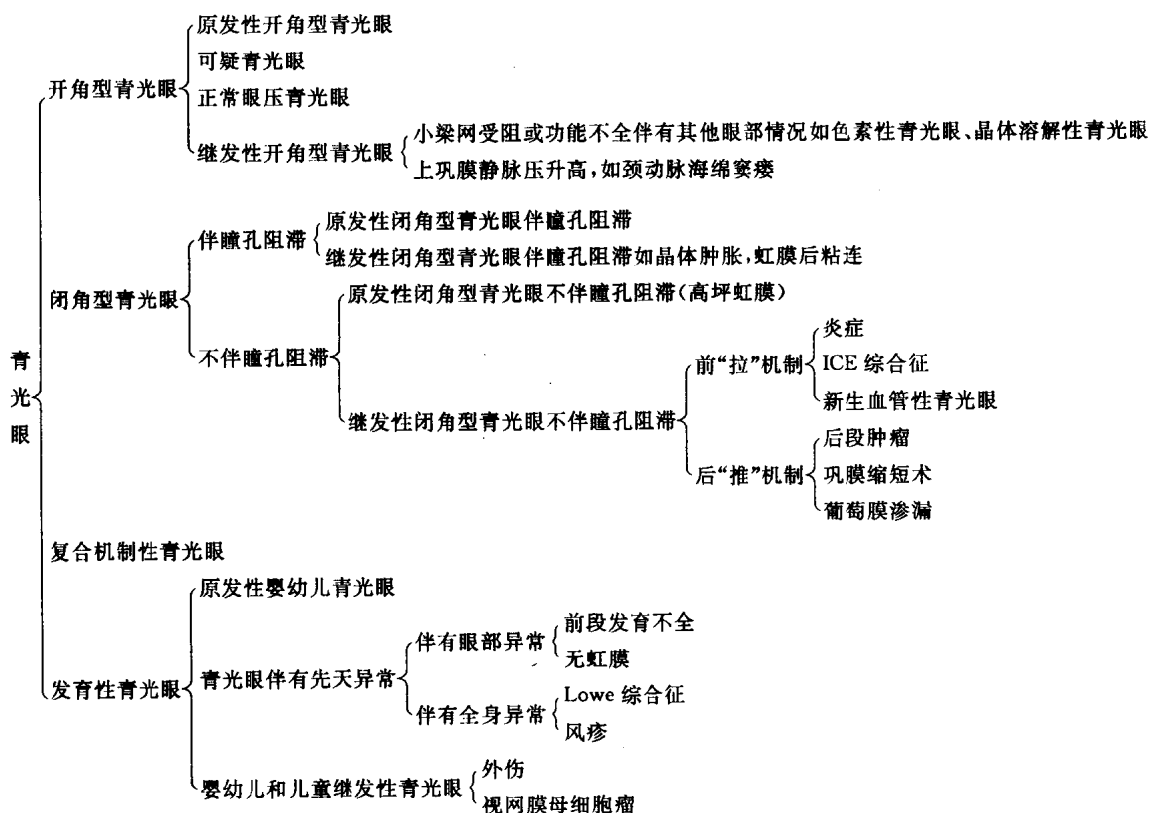 原发性开角型青光眼
可疑青光眼
开角型青光眼
正常眼压青光眼
小梁网受阻或功能不全伴有其他眼部情况如色素性青光眼、晶体溶解性青光眼
继发性开角型青光眼
上巩膜静脉压升高,如颈动脉海绵窦瘘
原发性闭角型青光眼伴瞳孔阻滞
伴瞳孔阻滞
继发性闭角型青光眼伴瞳孔阻滞如晶体肿胀,虹膜后粘连
闭角型青光眼
原发性闭角型青光眼不伴瞳孔阻滞(高坪虹膜)
炎症
不伴瞳孔阻滞
前“拉”机制
ICE 综合征
青光眼
新生血管性青光眼
继发性闭角型青光眼不伴瞳孔阻滞
后段肿瘤
后“推”机制
巩膜缩短术
葡萄膜渗漏
复合机制性青光眼
原发性婴幼儿青光眼
前段发育不全
伴有眼部异常
无虹膜
发育性青光眼
青光眼伴有先天异常
Lowe 综合征
伴有全身异常
风疹
外伤
婴幼儿和儿童继发性青光眼
视网膜母细胞瘤